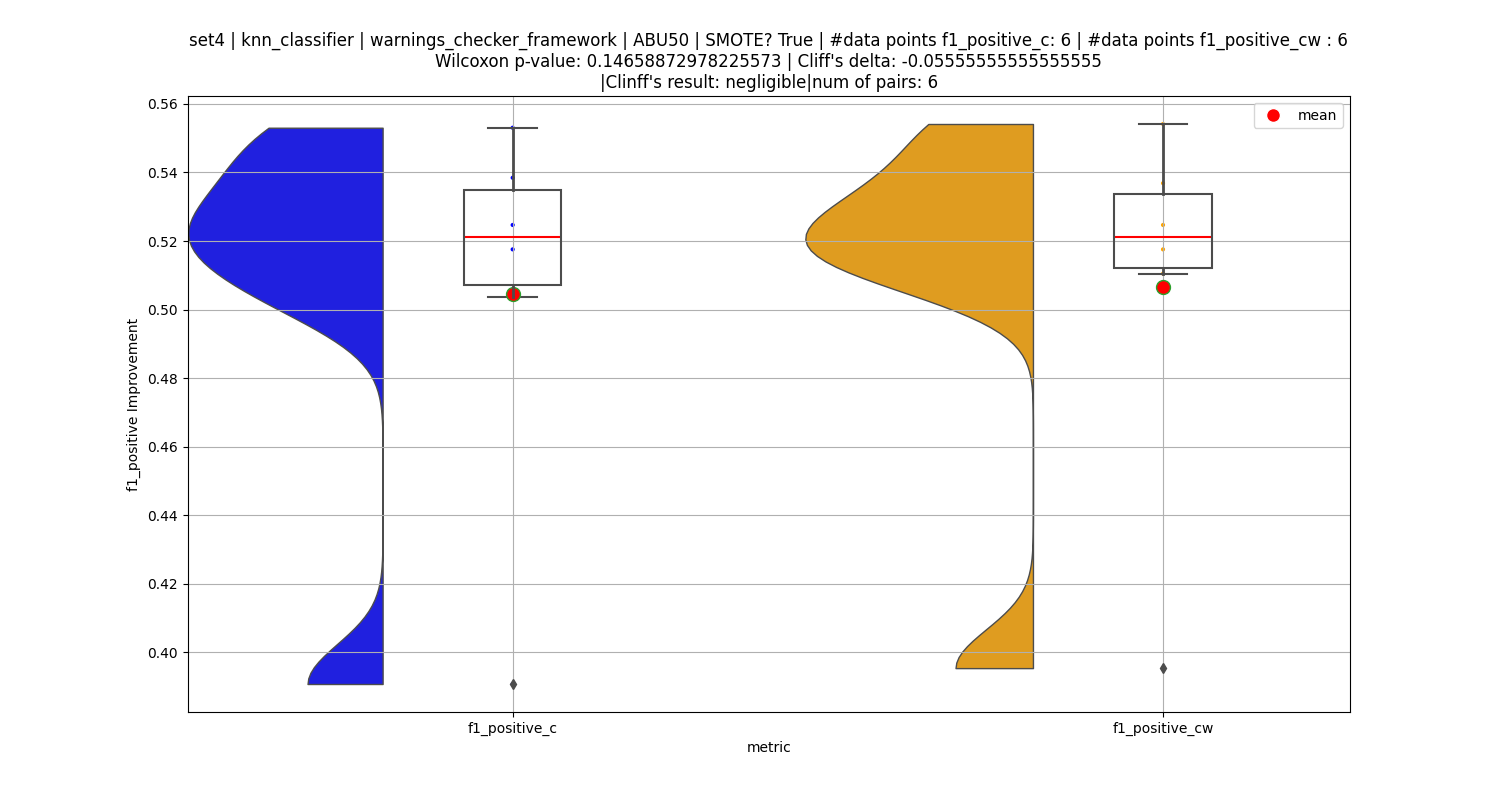 set4 | knn_classifier | warnings_checker_framework | ABU50 | SMOTE? True | #data points f1_positive_c: 6 | #data points f1_positive_cw : 6
Wilcoxon p-value: 0.14658872978225573 | Cliff's delta: -0.05555555555555555
|Clinff's result: negligible|num of pairs: 6
mean
0.56
0.54
0.52
0.50
0.48
0.46
0.44
0.42
0.40
f1_positive Improvement
f1_positive_c
f1_positive_cw
metric